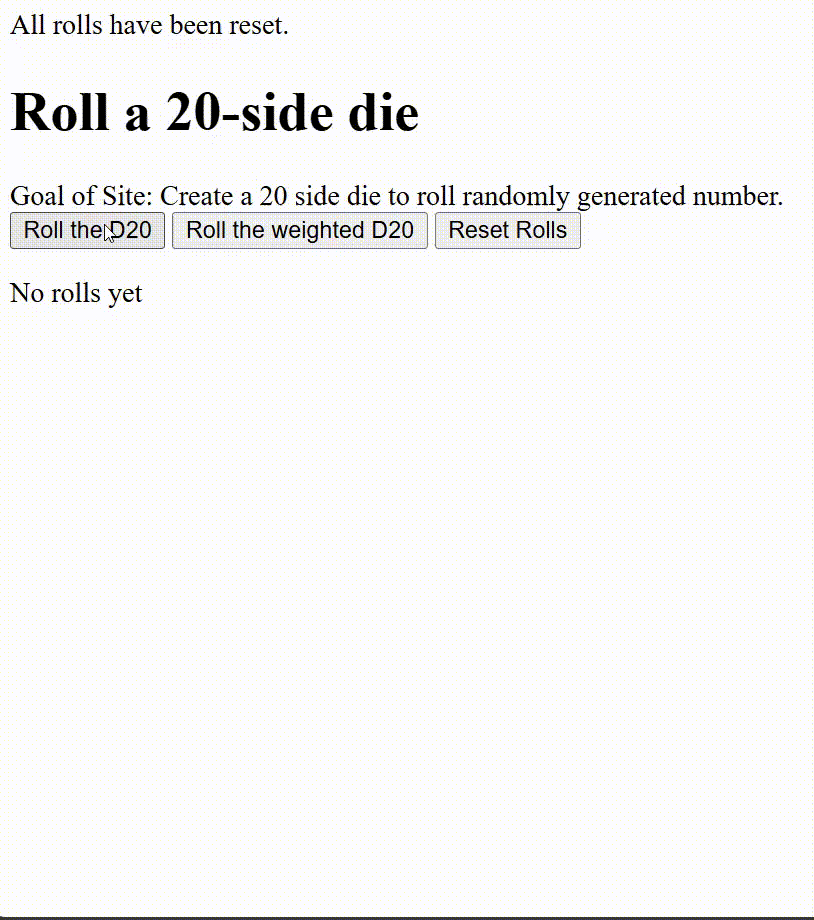 All rolls have been reset.
Roll a 20-side die
Goal of Site: Create a 20 side die to roll randomly generated number.
Roll the D20 Roll the weighted D20 Reset Rolls
No rolls yet